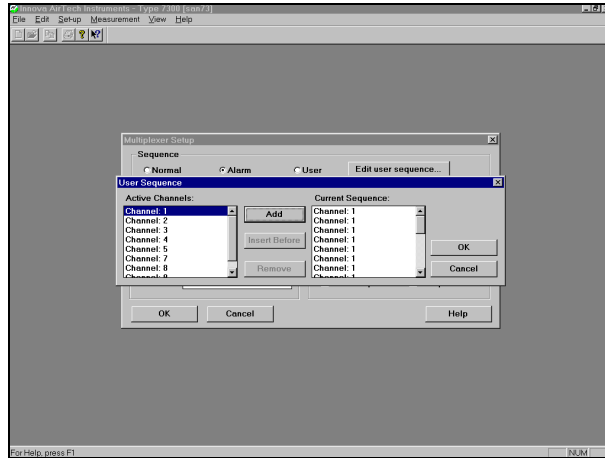 Innova AirTech Instruments - Type 7300 [san73]
File Edit Set-up Measurement View Help
Multiplexer Setup
Sequence
Normal Alarm User Edit user sequence...
User Sequence
Active Channels: Current Sequence:
Channel: 1 Add Channel: 1
Channel: 2 Channel: 1
Channel: 3 Channel: 1
Channel: 4 Insert Before Channel: 1
Channel: 5 Channel: 1 OK
Channel: 7 Channel: 1
Channel: 8 Remove Channel: 1 Cancel
Channel: 9 Channel: 1
OK Cancel Help
For Help, press F1 NUM